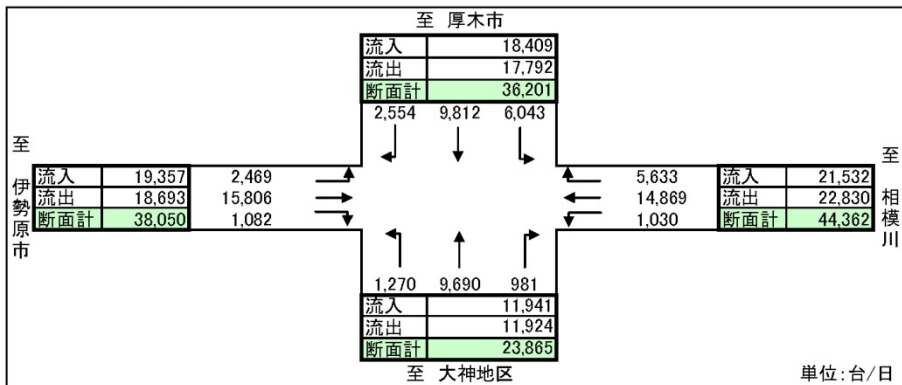 至 厚木市
流入 18,409
流出 17,792
断面計 36,201
2,554 9,812 6,043
至 伊勢原市
流入 19,357
流出 18,693
断面計 38,050
2,469
15,806
1,082
5,633
14,869
1,030
流入 21,532
流出 22,830
断面計 44,362
至 相模川
1,270 9,690 981
流入 11,941
流出 11,924
断面計 23,865
至 大神地区
単位:台/日